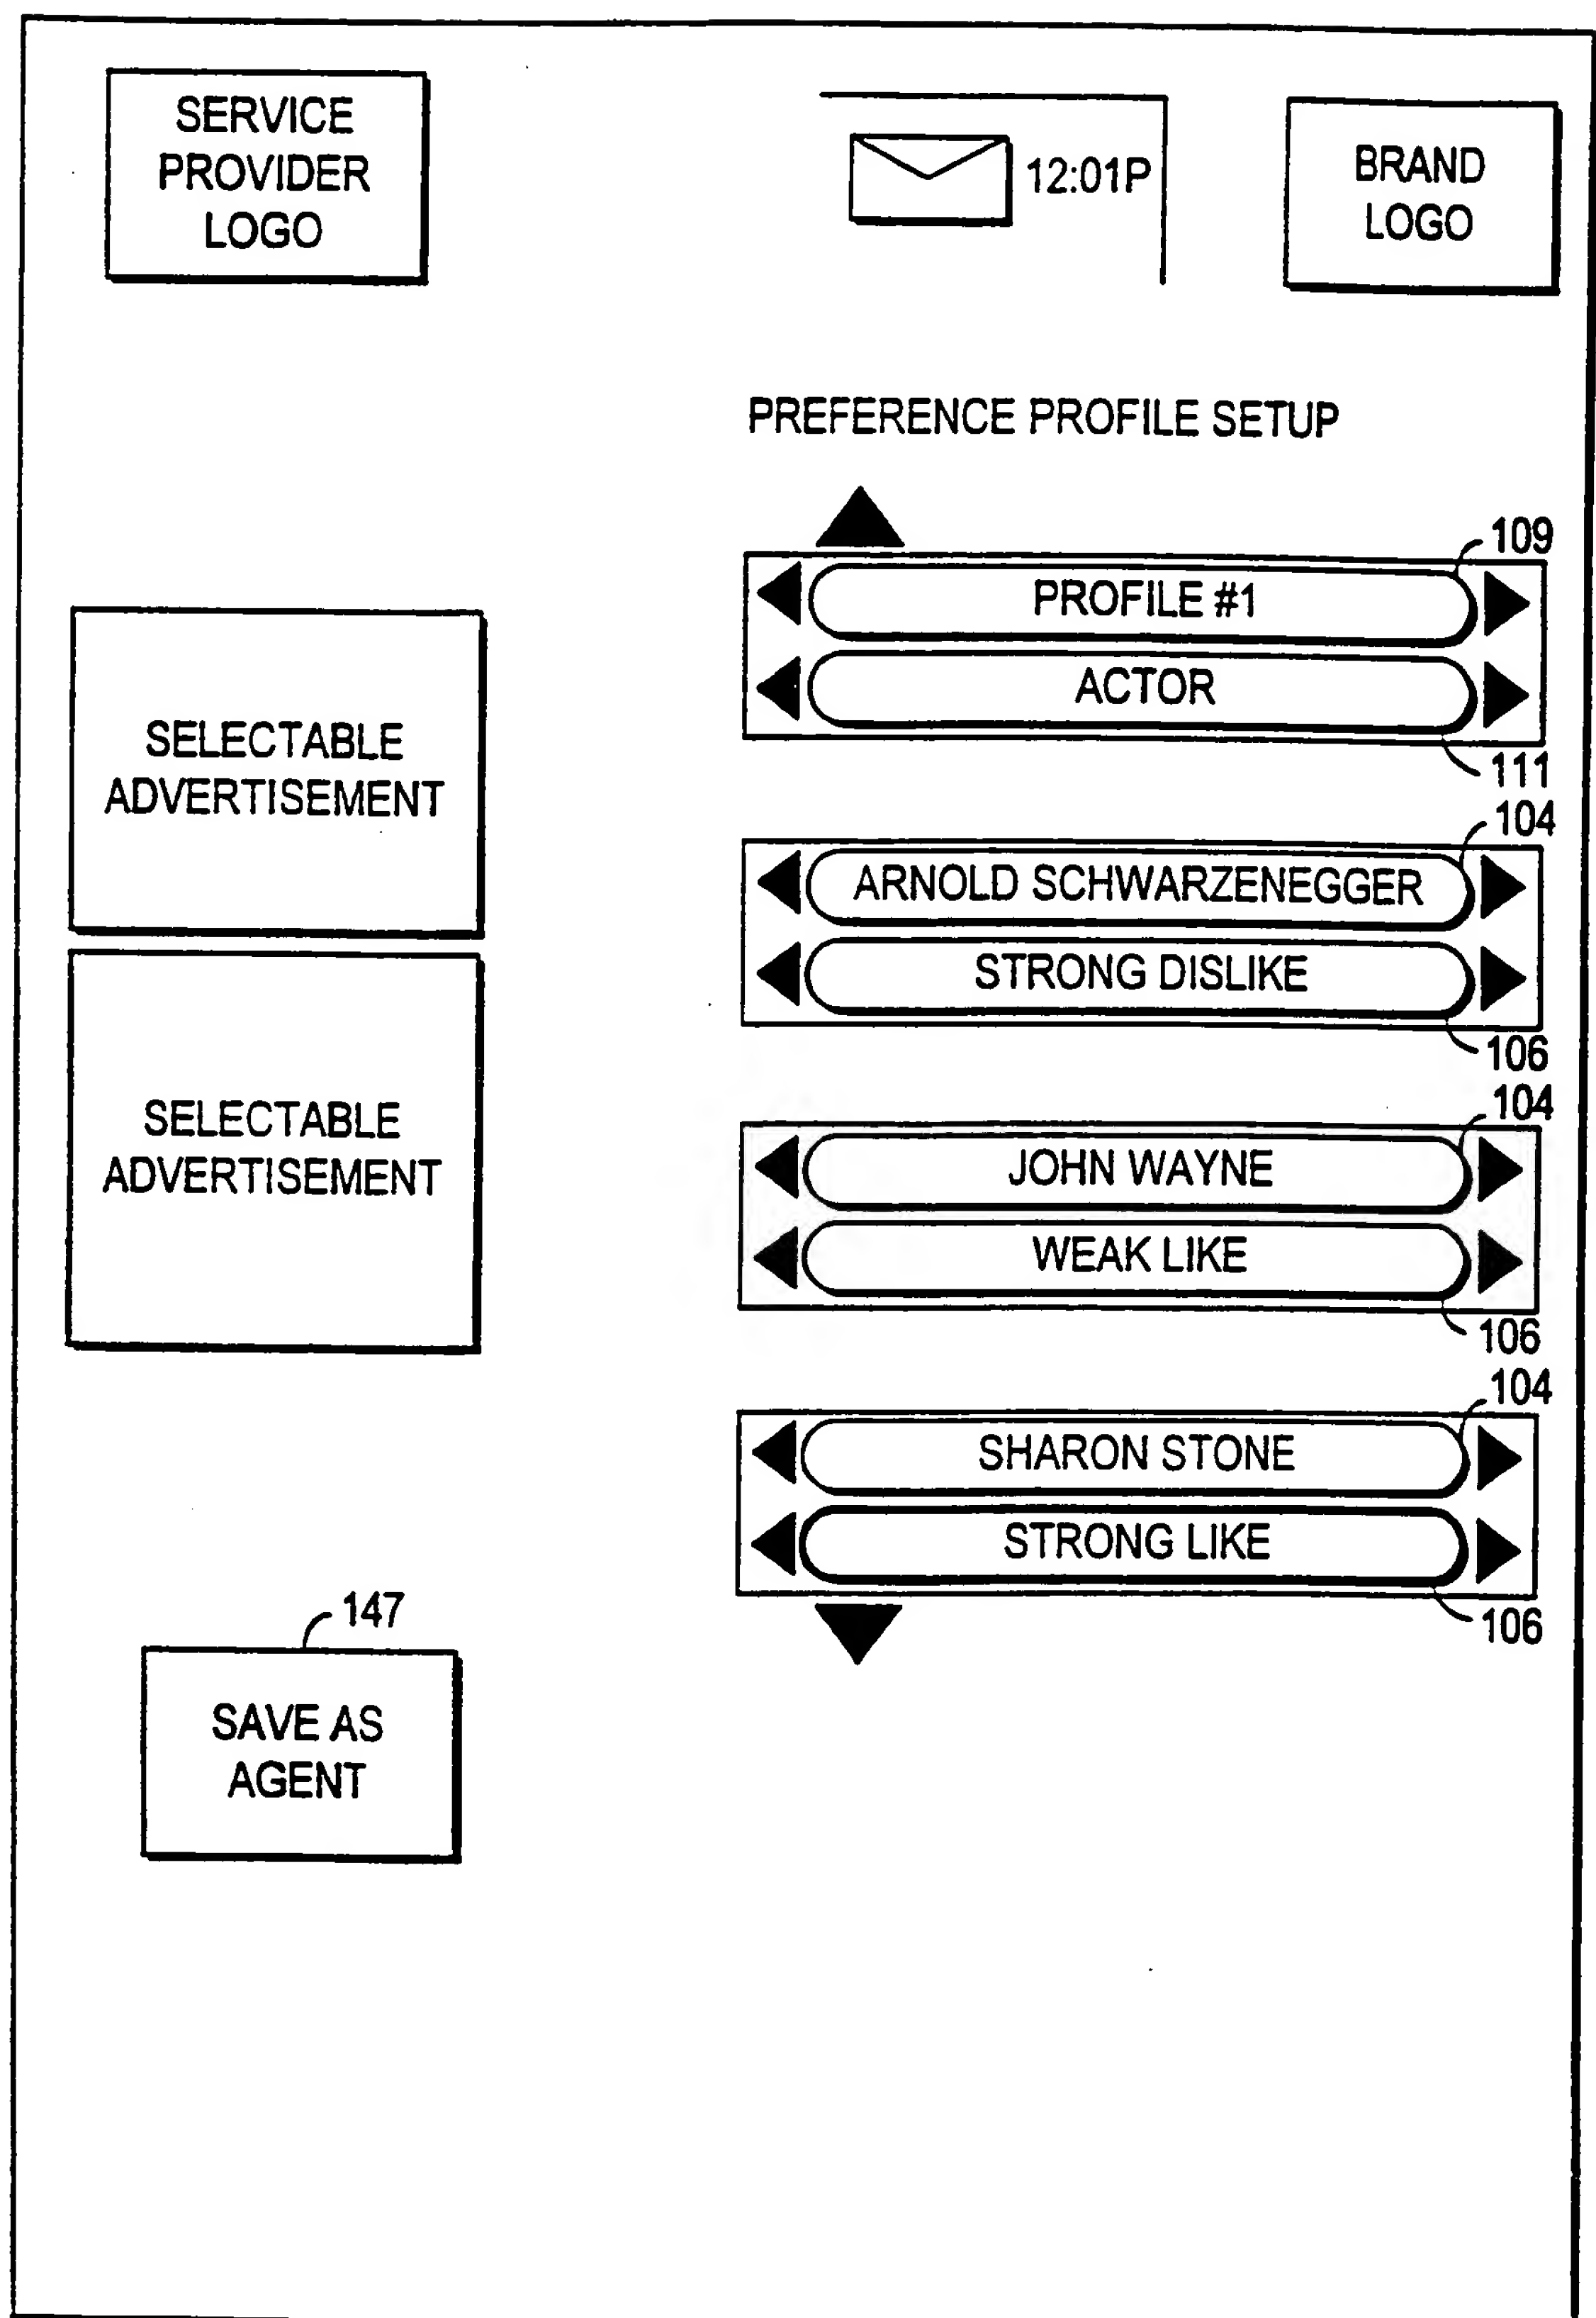 SERVICE
PROVIDER
LOGO
12:01P
BRAND
LOGO
PREFERENCE PROFILE SETUP
109
PROFILE #1
ACTOR
111
SELECTABLE
ADVERTISEMENT
104
ARNOLD SCHWARZENEGGER
STRONG DISLIKE
106
SELECTABLE
ADVERTISEMENT
104
JOHN WAYNE
WEAK LIKE
106
104
SHARON STONE
STRONG LIKE
106
147
SAVE AS
AGENT